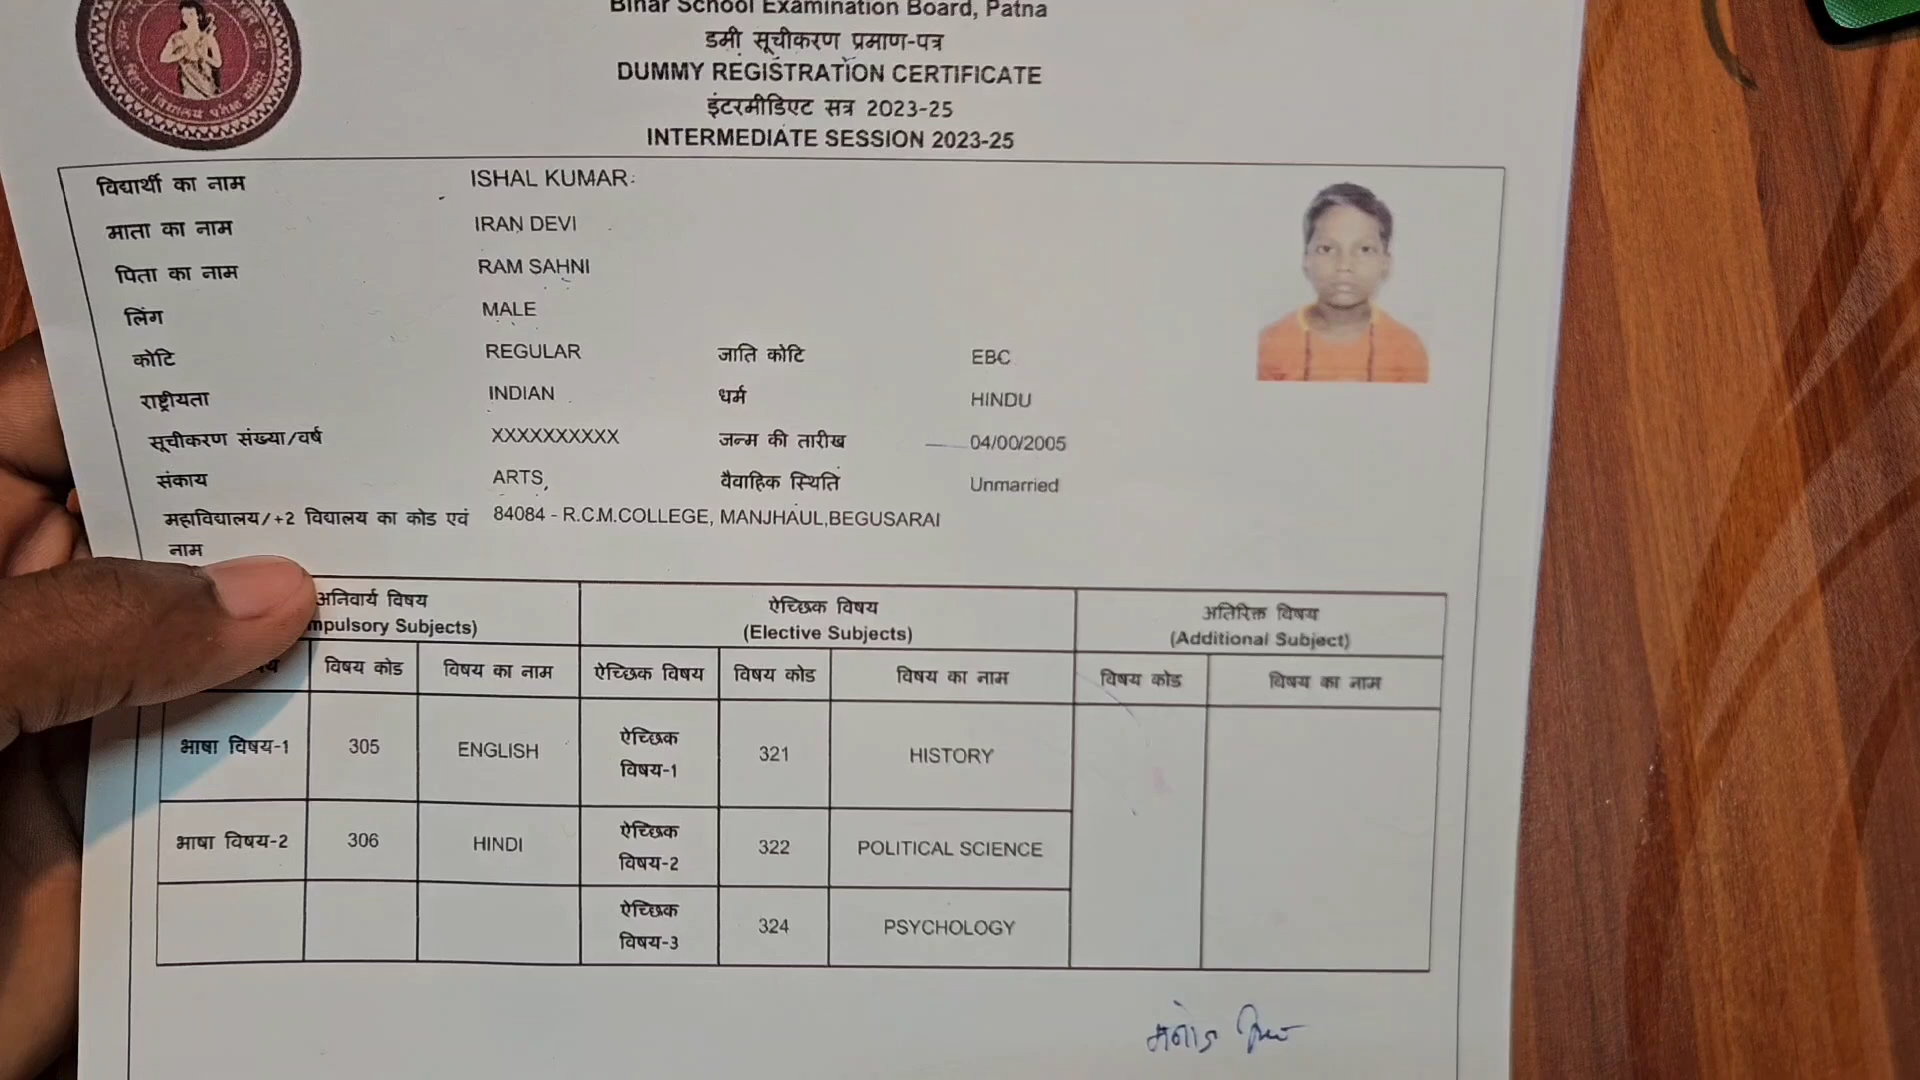 Bihar School Examination Board, Patna
डमी सूचीकरण प्रमाण-पत्र
DUMMY REGISTRATION CERTIFICATE
इंटरमीडिएट सत्र 2023-25
INTERMEDIATE SESSION 2023-25
विद्यार्थी का नाम ISHAL KUMAR
माता का नाम IRAN DEVI
पिता का नाम RAM SAHNI
लिंग MALE
कोटि REGULAR जाति कोटि EBC
राष्ट्रीयता INDIAN धर्म HINDU
सूचीकरण संख्या/वर्ष XXXXXXXXXX जन्म की तारीख 04/00/2005
संकाय ARTS, वैवाहिक स्थिति Unmarried
महाविद्यालय/+2 विद्यालय का कोड एवं 84084 - R.C.M.COLLEGE, MANJHAUL,BEGUSARAI
नाम
अनिवार्य विषय ऐच्छिक विषय अतिरिक्त विषय
mpulsory Subjects) (Elective Subjects) (Additional Subject)
विषय कोड विषय का नाम ऐच्छिक विषय विषय कोड विषय का नाम विषय कोड विषय का नाम
भाषा विषय-1 305 ENGLISH ऐच्छिक विषय-1 321 HISTORY
भाषा विषय-2 306 HINDI ऐच्छिक विषय-2 322 POLITICAL SCIENCE
ऐच्छिक विषय-3 324 PSYCHOLOGY